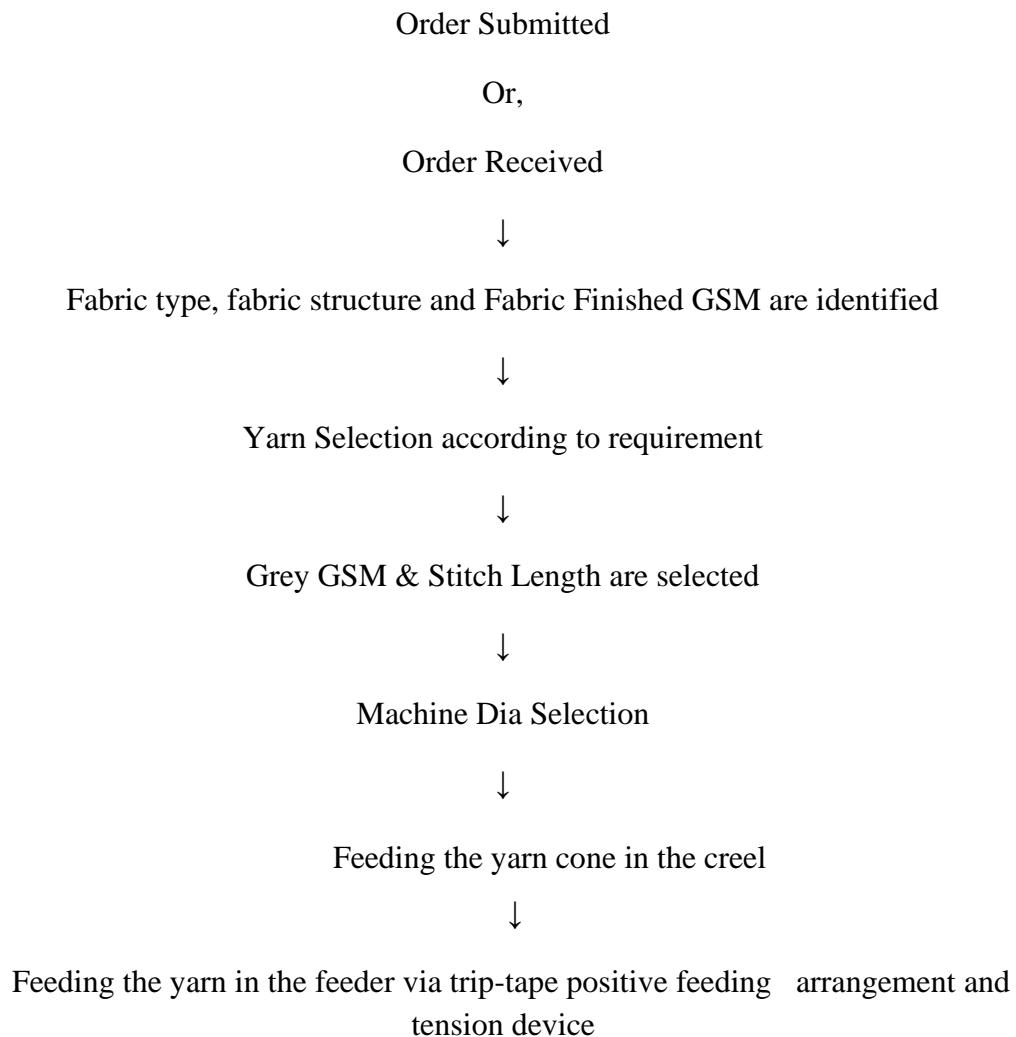 Order Submitted
Or,
Order Received
↓
Fabric type, fabric structure and Fabric Finished GSM are identified
↓
Yarn Selection according to requirement
↓
Grey GSM & Stitch Length are selected
↓
Machine Dia Selection
↓
Feeding the yarn cone in the creel
↓
Feeding the yarn in the feeder via trip-tape positive feeding arrangement and
tension device